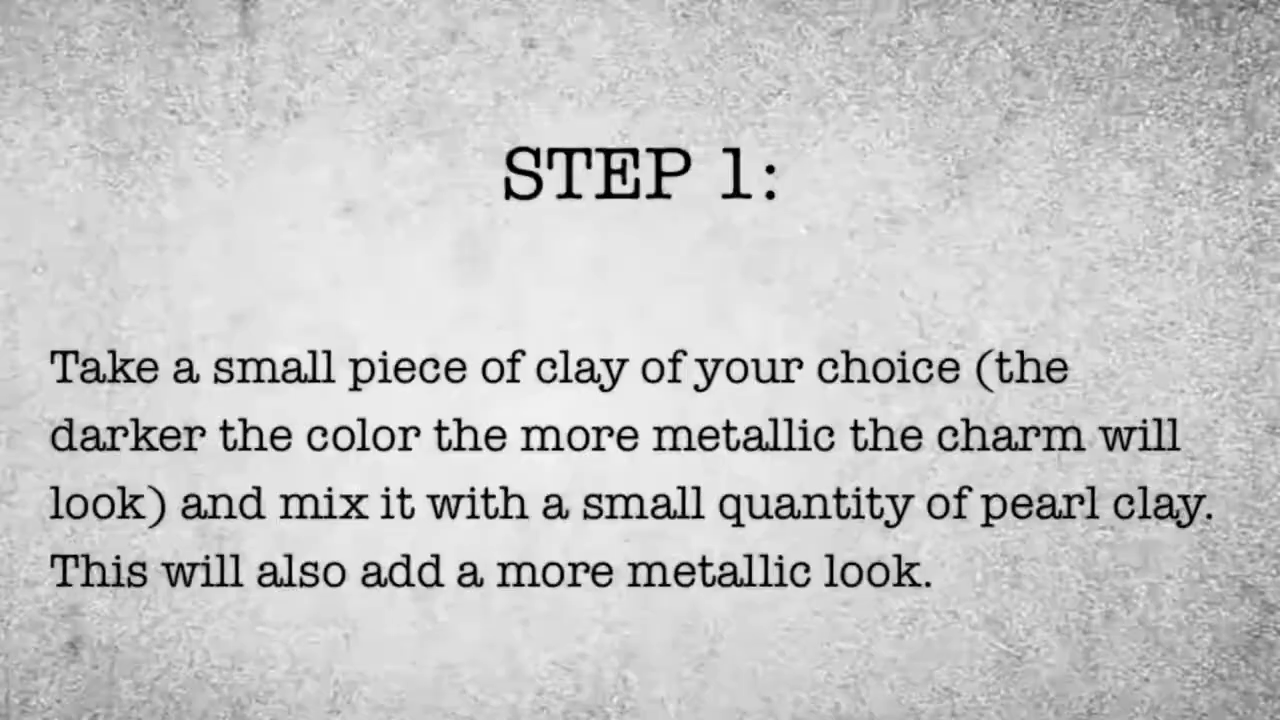 STEP 1:
Take a small piece of clay of your choice (the
darker the color the more metallic the charm will
look) and mix it with a small quantity of pearl clay.
This will also add a more metallic look.